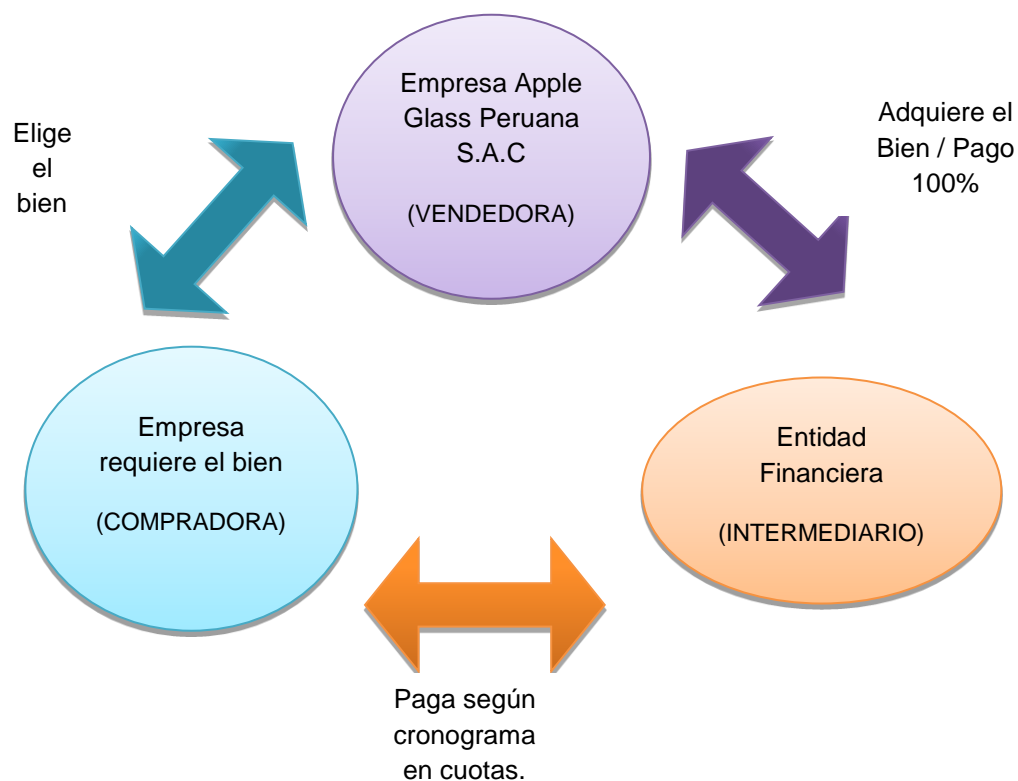 Empresa Apple
Glass Peruana
S.A.C
(VENDEDORA)
Elige
el
bien
Adquiere el
Bien / Pago
100%
Empresa
requiere el bien
(COMPRADORA)
Entidad
Financiera
(INTERMEDIARIO)
Paga según
cronograma
en cuotas.